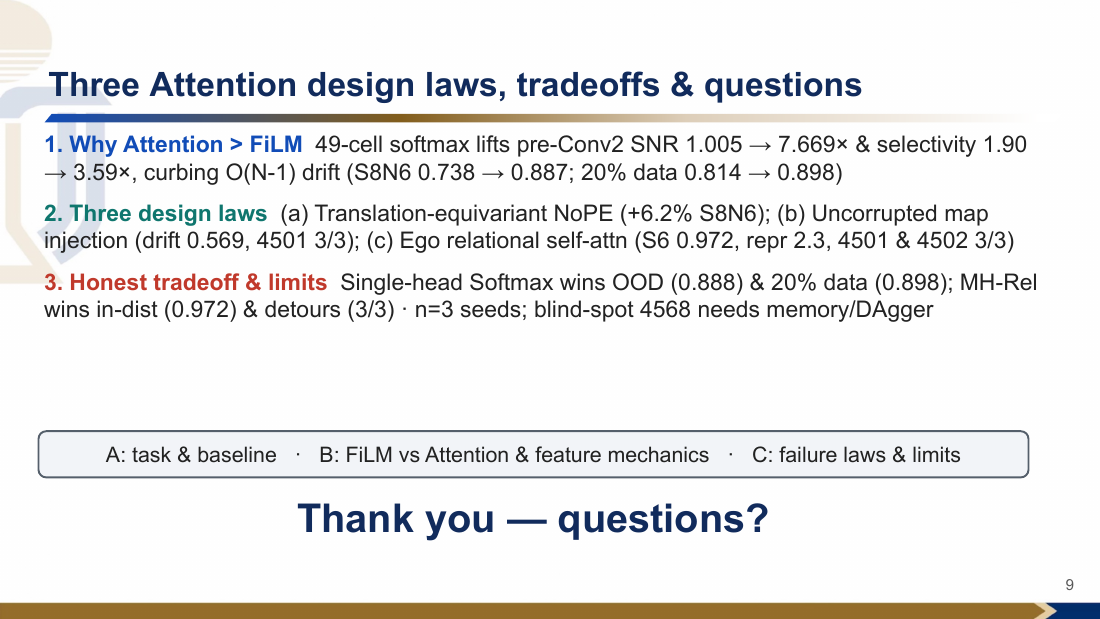 Three Attention design laws, tradeoffs & questions
1. Why Attention > FiLM  49-cell softmax lifts pre-Conv2 SNR 1.005 → 7.669× & selectivity 1.90
→ 3.59×, curbing O(N-1) drift (S8N6 0.738 → 0.887; 20% data 0.814 → 0.898)
2. Three design laws  (a) Translation-equivariant NoPE (+6.2% S8N6); (b) Uncorrupted map
injection (drift 0.569, 4501 3/3); (c) Ego relational self-attn (S6 0.972, repr 2.3, 4501 & 4502 3/3)
3. Honest tradeoff & limits  Single-head Softmax wins OOD (0.888) & 20% data (0.898); MH-Rel
wins in-dist (0.972) & detours (3/3) · n=3 seeds; blind-spot 4568 needs memory/DAgger
A: task & baseline · B: FiLM vs Attention & feature mechanics · C: failure laws & limits
Thank you — questions?
9